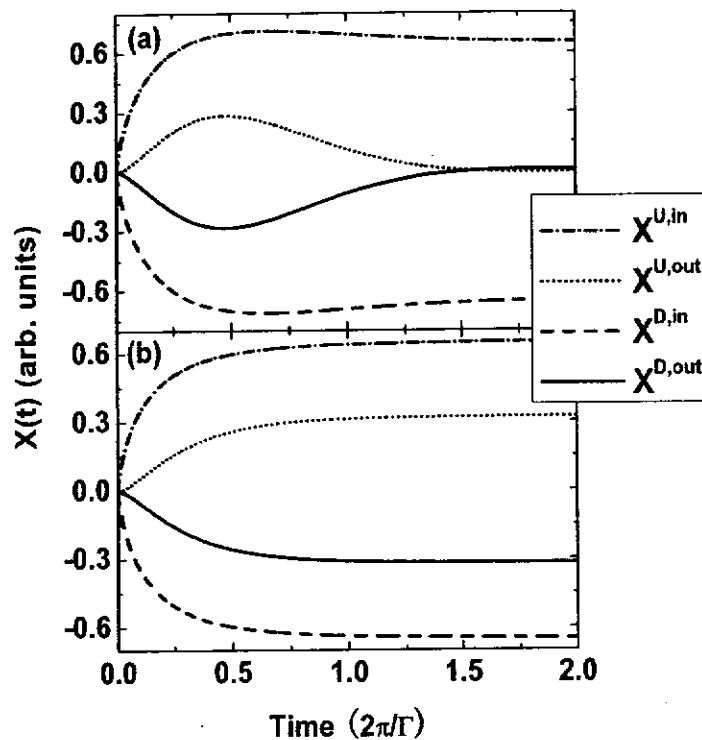 (a)
0.6
0.3
0.0
-0.3
-0.6
X(t) (arb. units)
X^U,in
X^U,out
X^D,in
X^D,out
(b)
0.6
0.3
0.0
-0.3
-0.6
0.0 0.5 1.0 1.5 2.0
Time (2π/Γ)